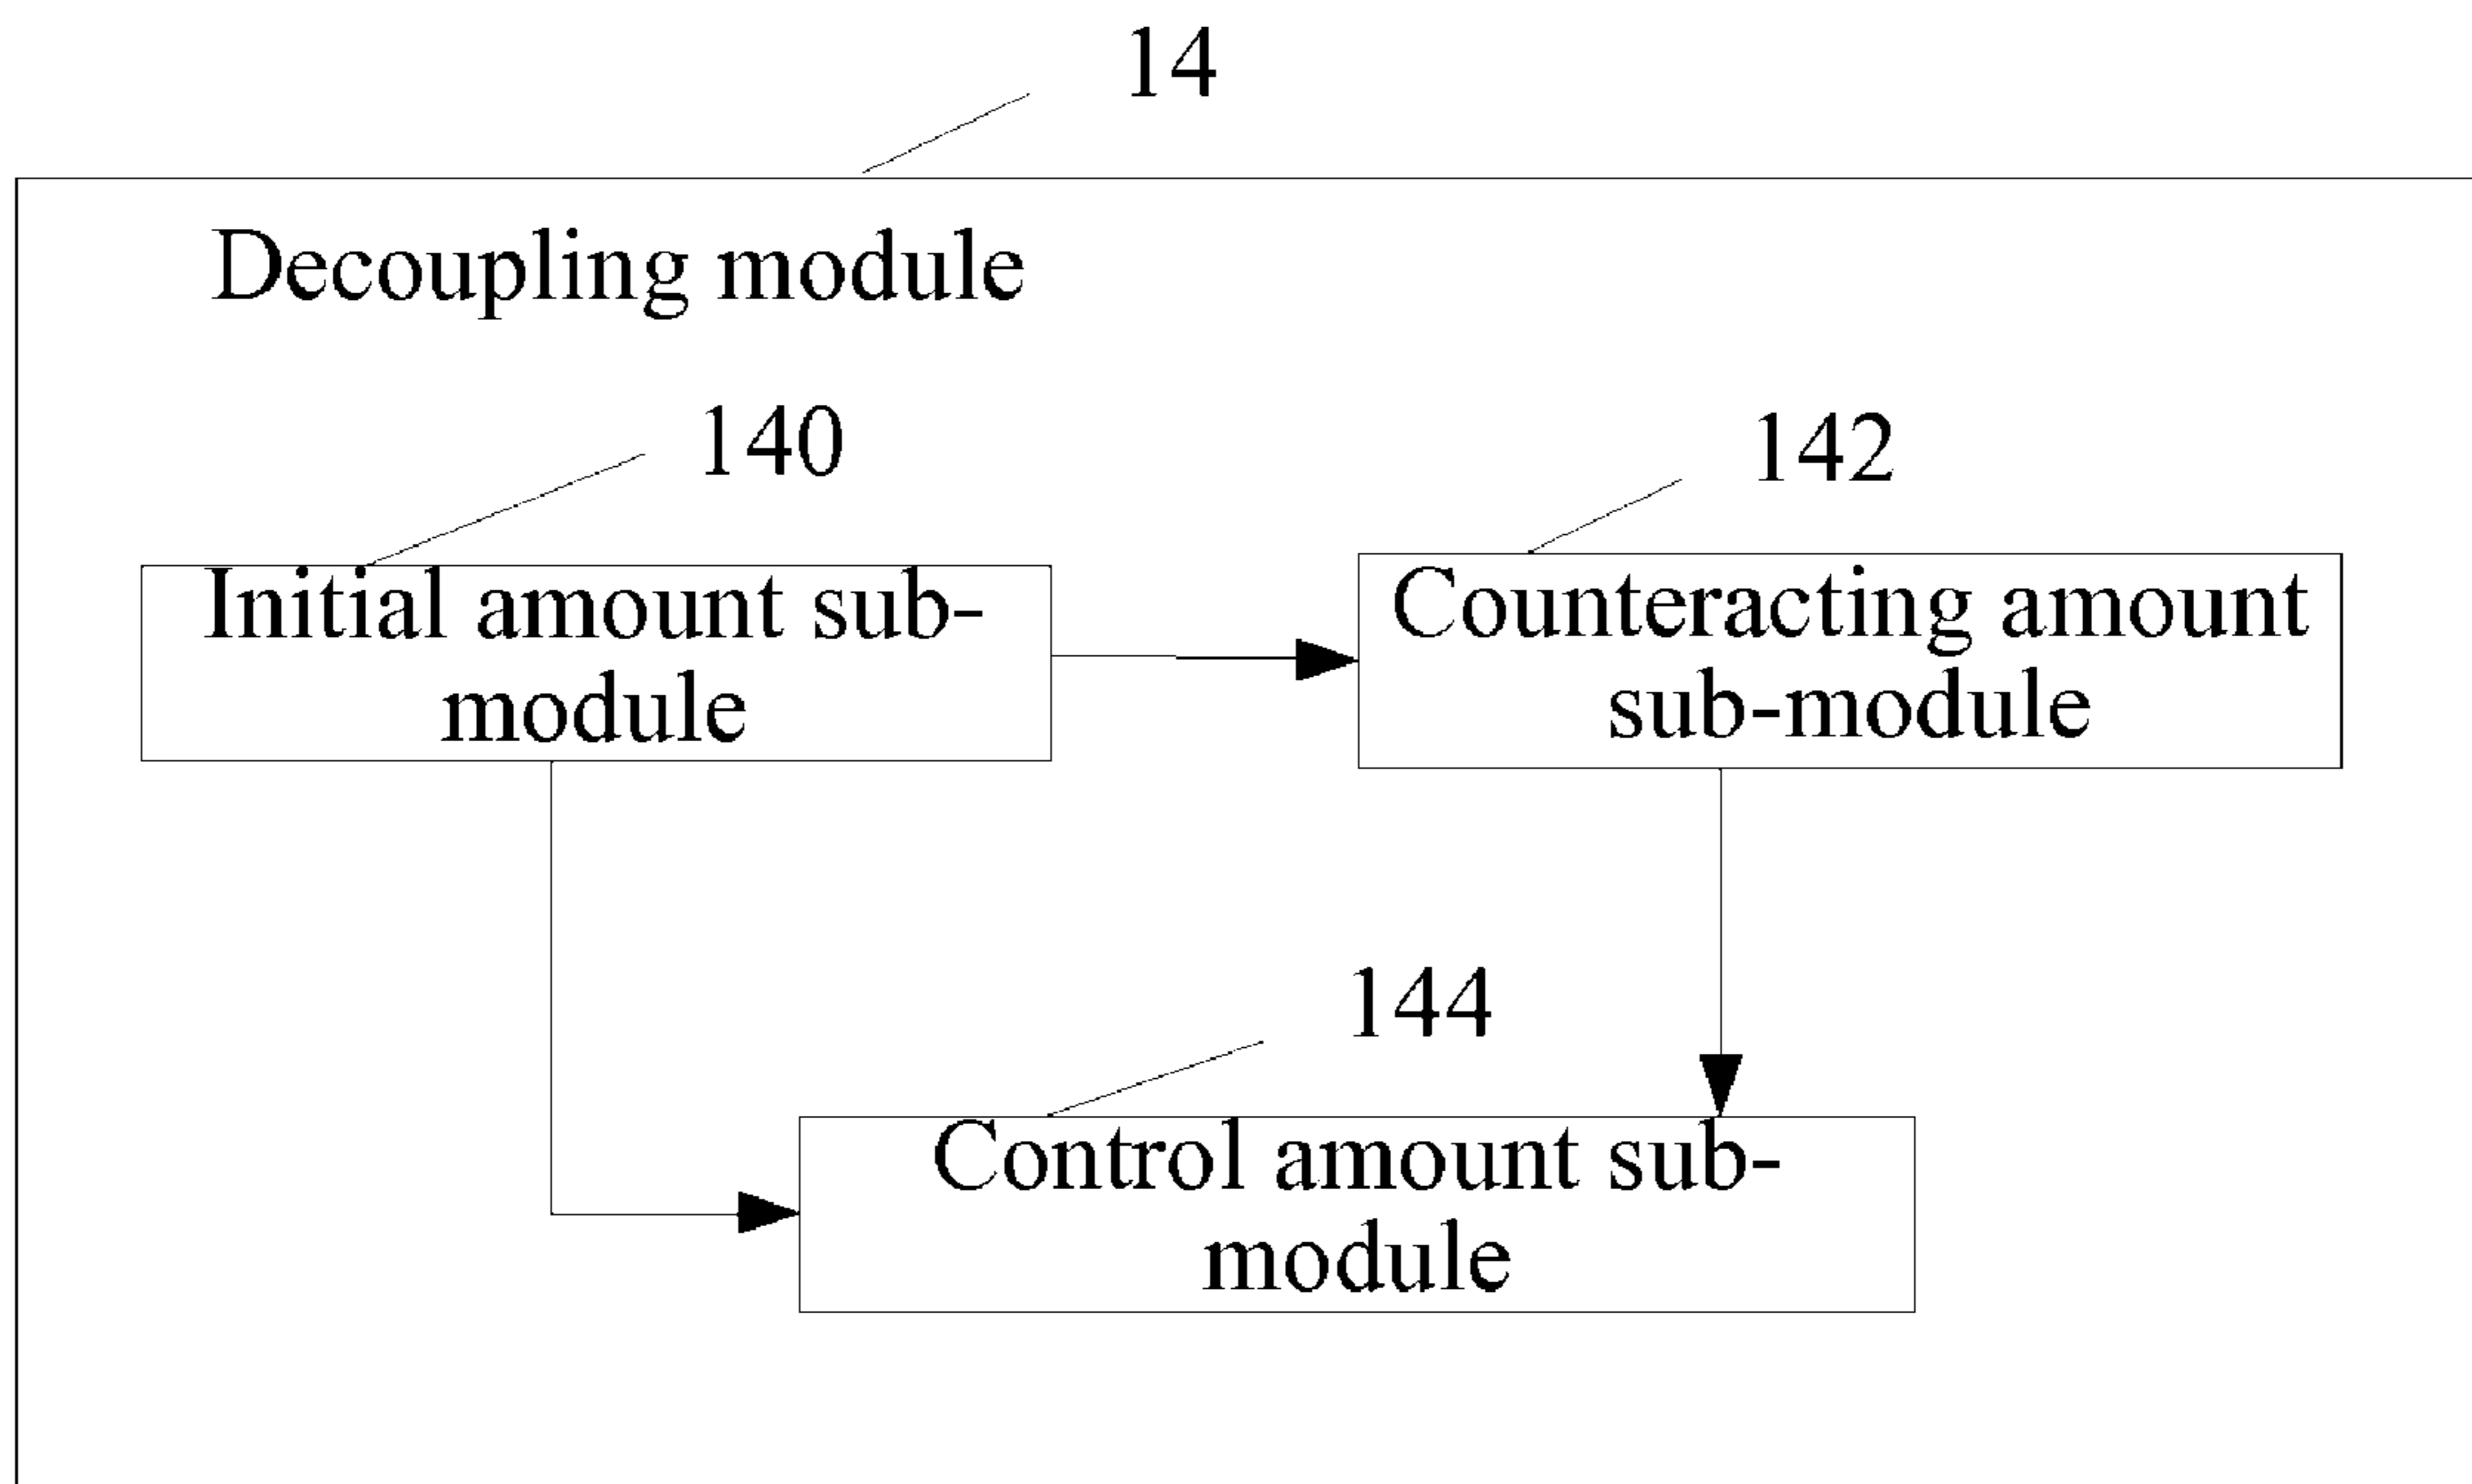 14
Decoupling module
140
142
Initial amount sub-
module
Counteracting amount
sub-module
144
Control amount sub-
module